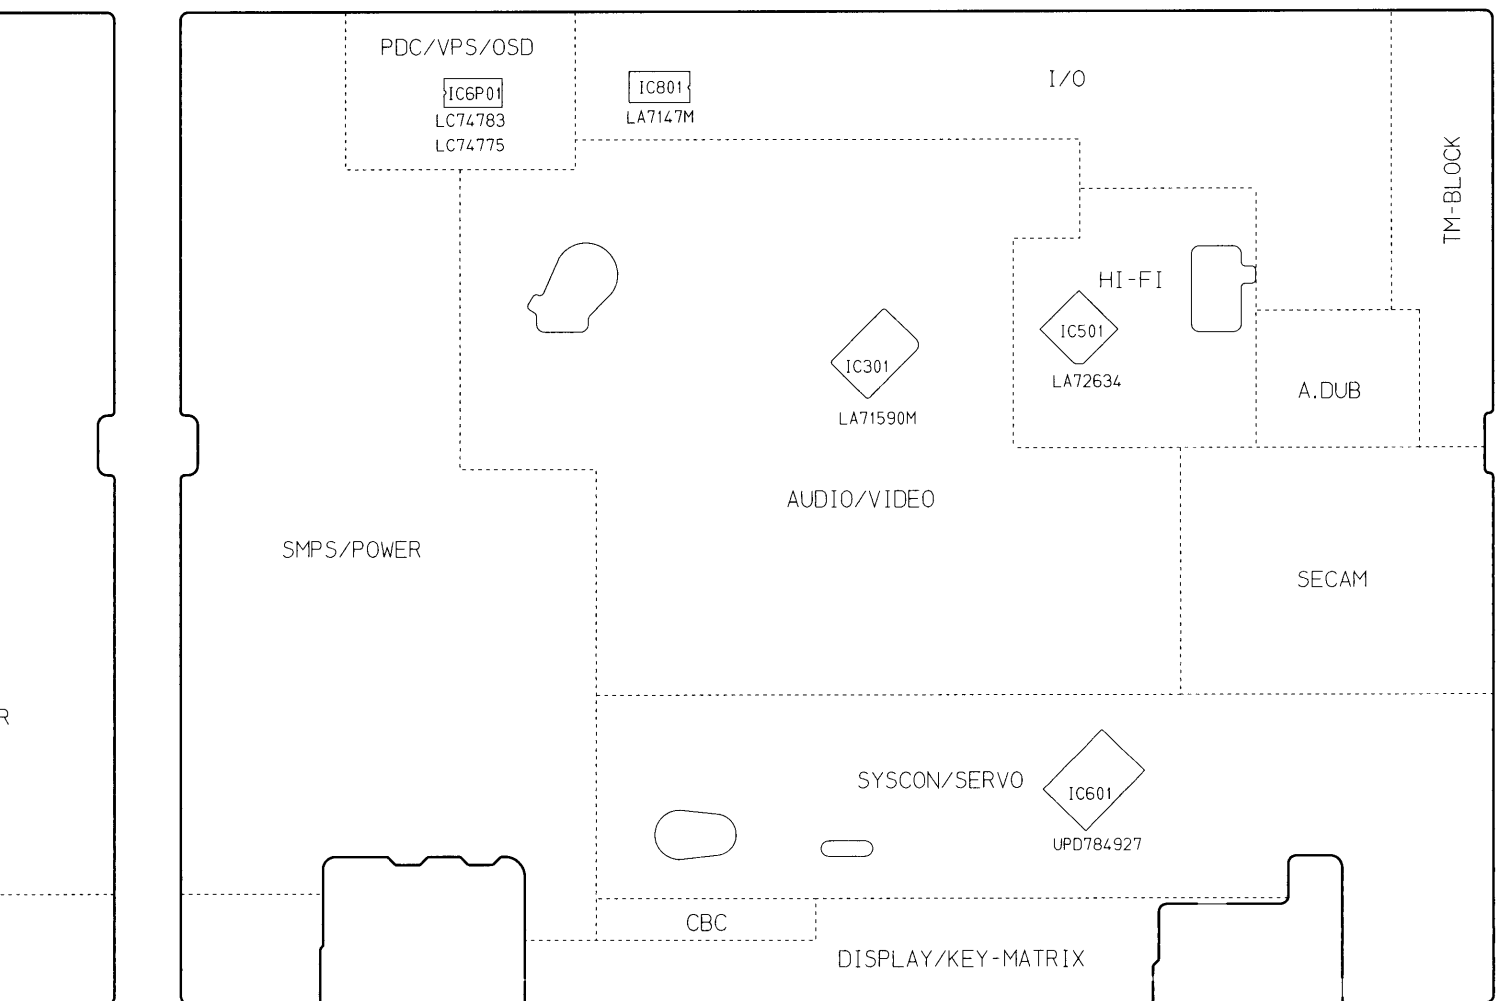 PDC/VPS/OSD
IC6P01
LC74783
LC74775
IC801
LA7147M
I/O
TM-BLOCK
HI-FI
IC501
LA72634
IC301
LA71590M
A.DUB
AUDIO/VIDEO
SMPS/POWER
SECAM
R
SYSCON/SERVO
IC601
UPD784927
CBC
DISPLAY/KEY-MATRIX